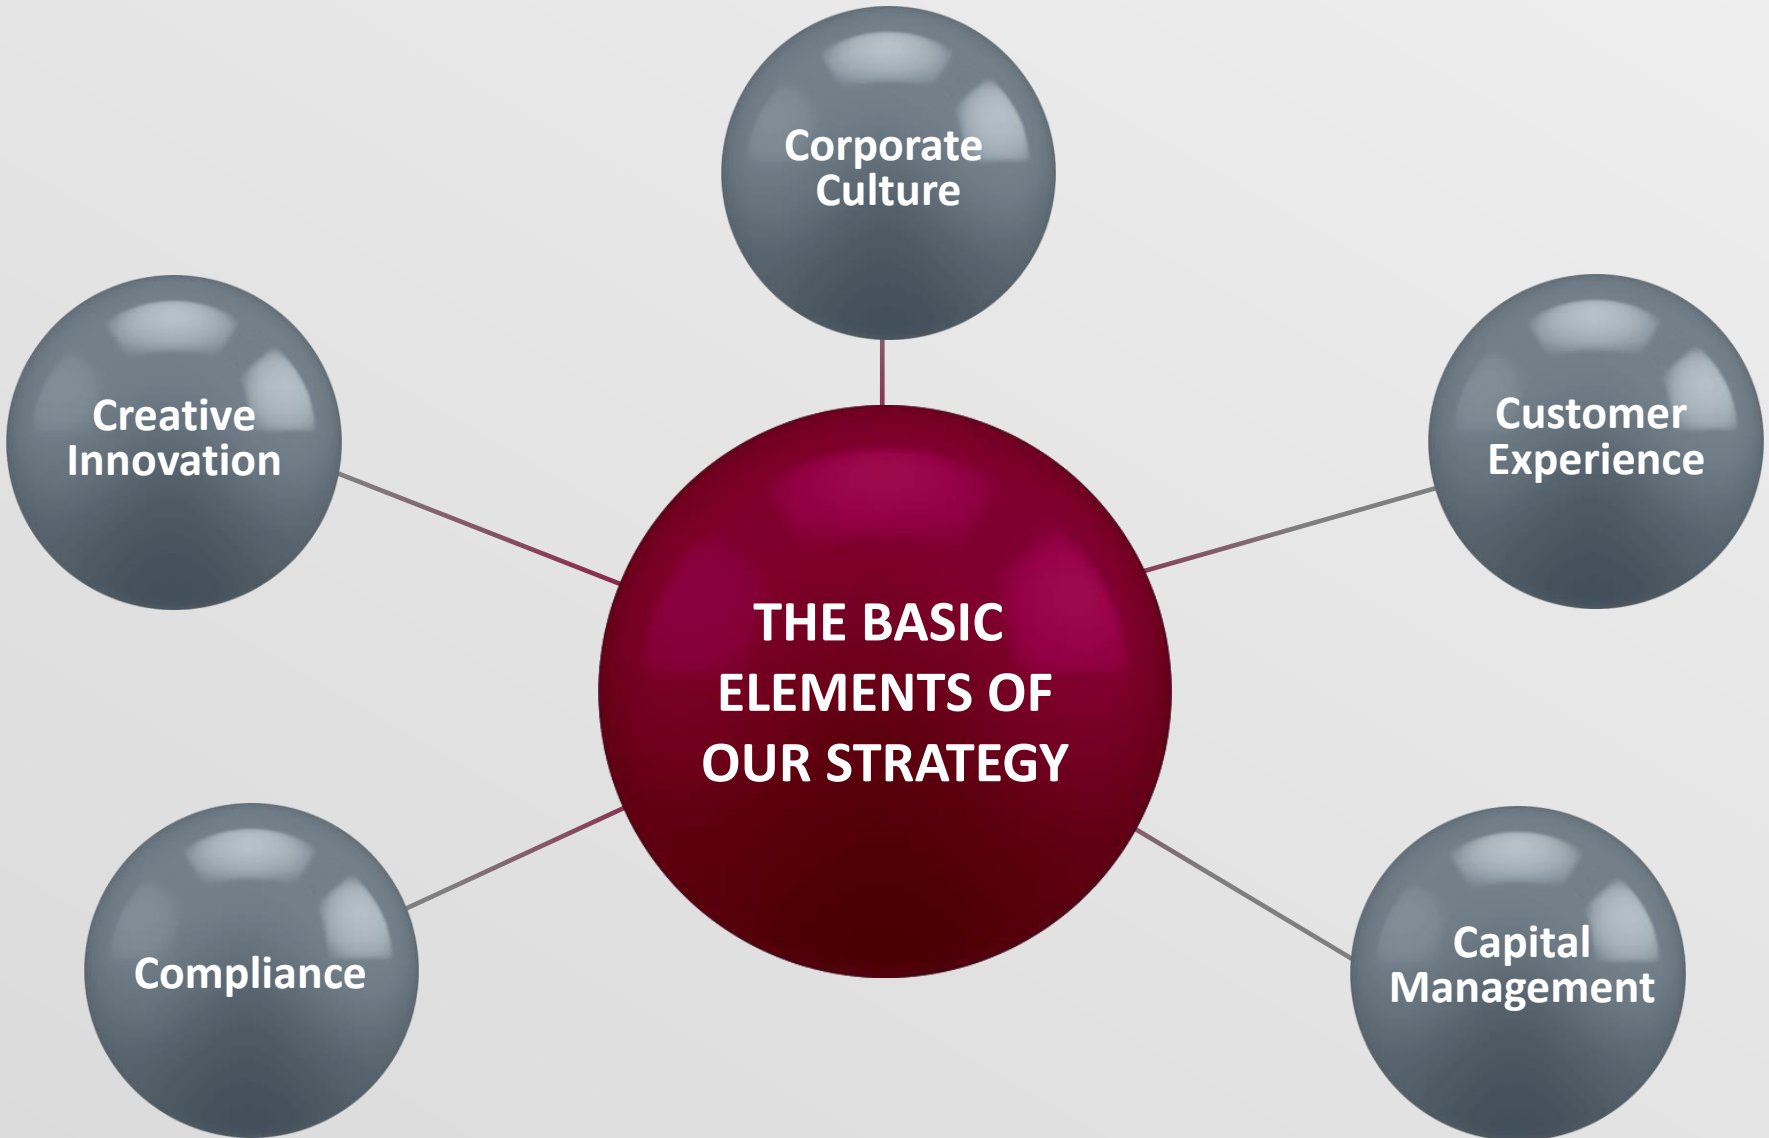 Corporate
Culture
Creative
Innovation
Customer
Experience
THE BASIC
ELEMENTS OF
OUR STRATEGY
Compliance
Capital
Management